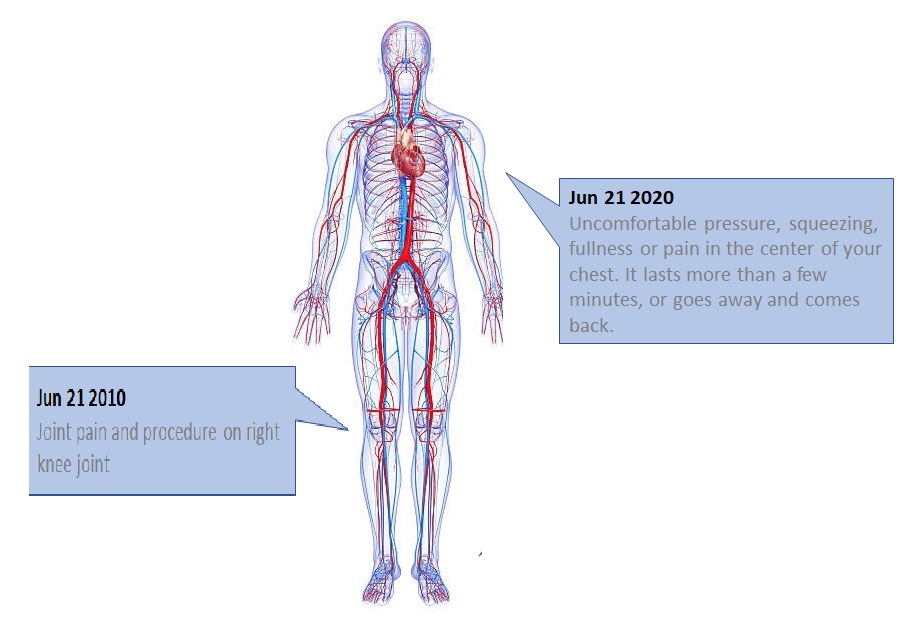 Jun 21 2020
Uncomfortable pressure, squeezing,
fullness or pain in the center of your
chest. It lasts more than a few
minutes, or goes away and comes
back.
Jun 21 2010
Joint pain and procedure on right
knee joint